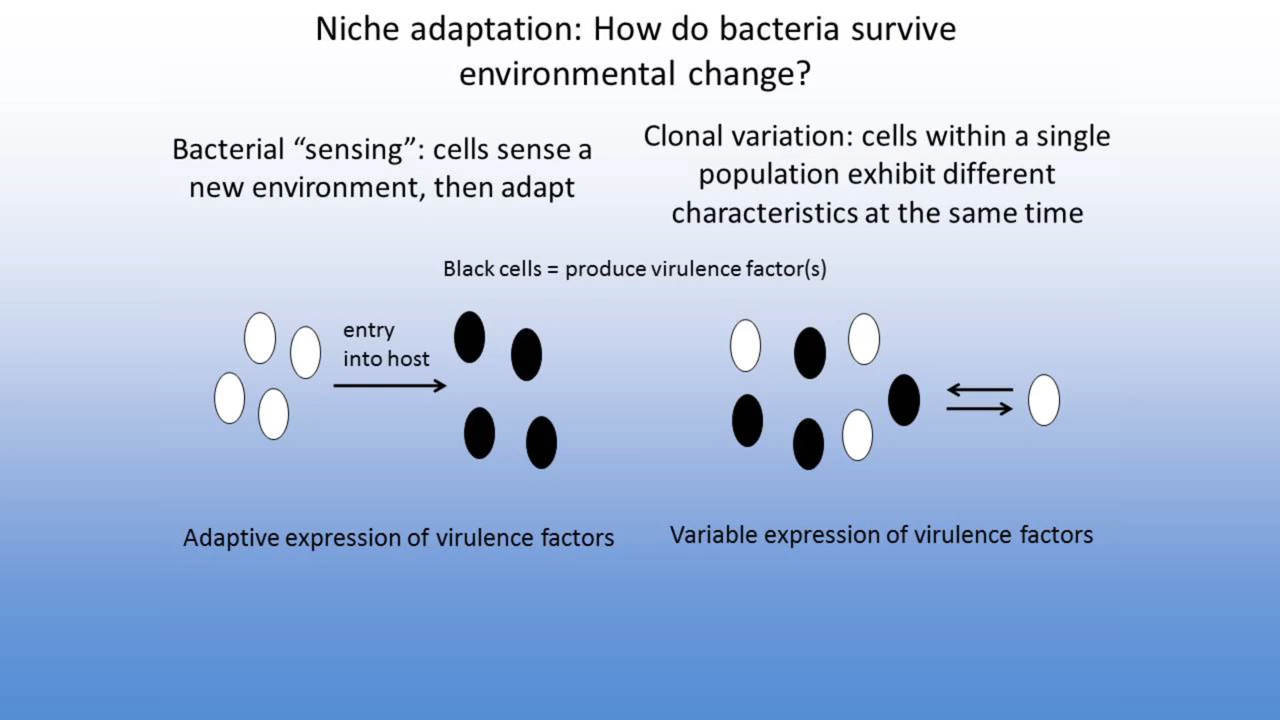 Niche adaptation: How do bacteria survive
environmental change?
Bacterial “sensing”: cells sense a
new environment, then adapt
Clonal variation: cells within a single
population exhibit different
characteristics at the same time
Black cells = produce virulence factor(s)
entry
into host
Adaptive expression of virulence factors
Variable expression of virulence factors